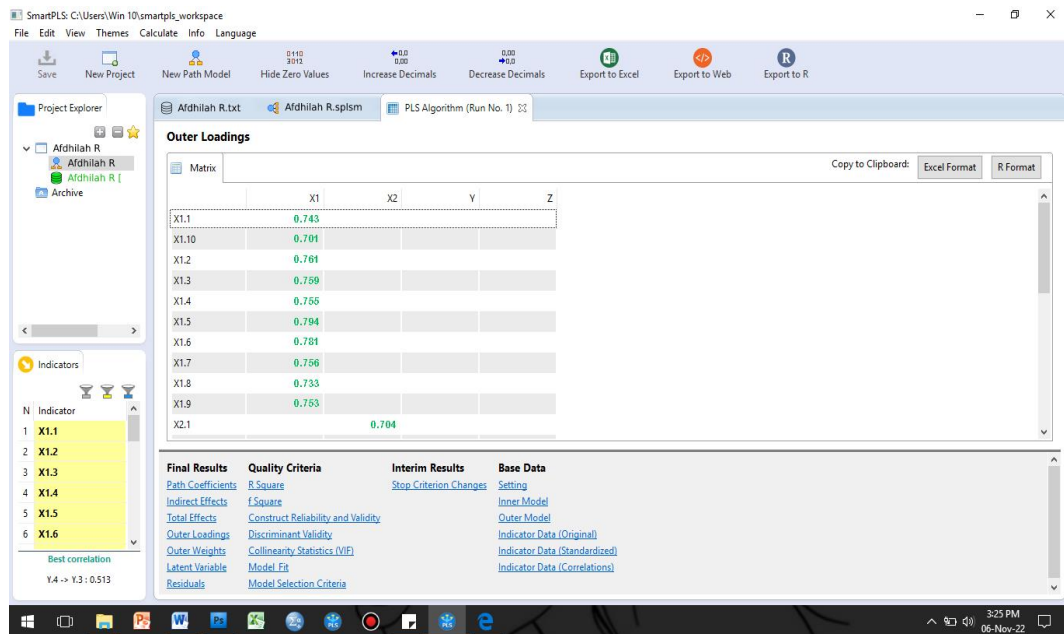 SmartPLS: C:\Users\Win 10\smartpls_workspace
File Edit View Themes Calculate Info Language
Save New Project New Path Model Hide Zero Values Increase Decimals Decrease Decimals Export to Excel Export to Web Export to R
Project Explorer
Afdhilah R
Afdhilah R
Afdhilah R [
Archive
Indicators
N Indicator
1 X1.1
2 X1.2
3 X1.3
4 X1.4
5 X1.5
6 X1.6
Best correlation
Y.4 -> Y.3 : 0.513
Afdhilah R.txt Afdhilah R.splsm PLS Algorithm (Run No. 1)
Outer Loadings
Matrix Copy to Clipboard: Excel Format R Format
X1 X2 Y Z
X1.1 0.743
X1.10 0.701
X1.2 0.761
X1.3 0.759
X1.4 0.755
X1.5 0.794
X1.6 0.781
X1.7 0.756
X1.8 0.733
X1.9 0.753
X2.1 0.704
Final Results Quality Criteria Interim Results Base Data
Path Coefficients R Square Stop Criterion Changes Setting
Indirect Effects f Square Inner Model
Total Effects Construct Reliability and Validity Outer Model
Outer Loadings Discriminant Validity Indicator Data (Original)
Outer Weights Collinearity Statistics (VIF) Indicator Data (Standardized)
Latent Variable Model Fit Indicator Data (Correlations)
Residuals Model Selection Criteria
3:25 PM
06-Nov-22